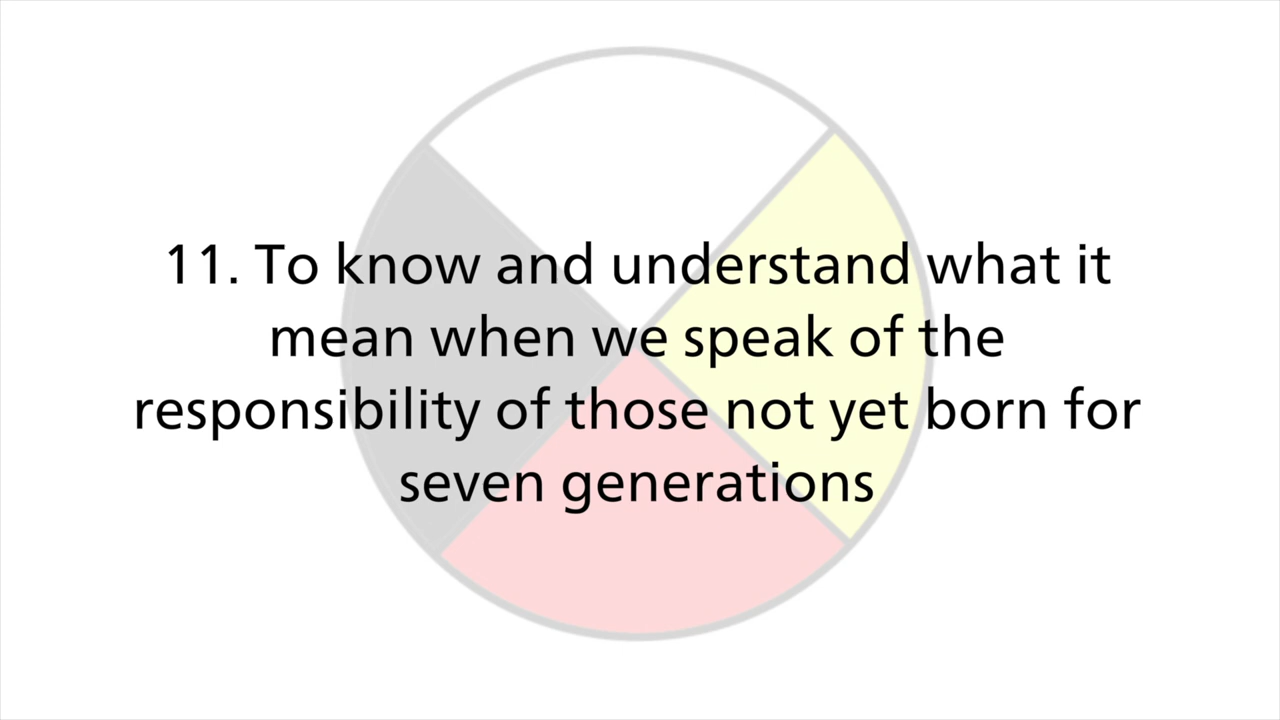 11. To know and understand what it
mean when we speak of the
responsibility of those not yet born for
seven generations